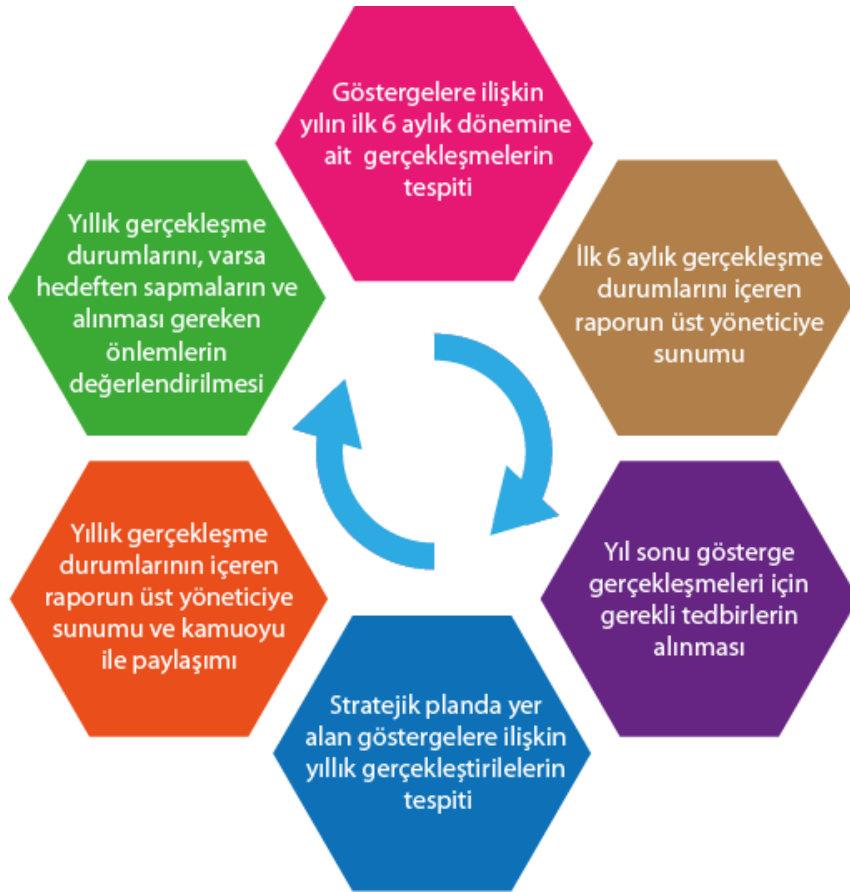 Göstergelere ilişkin
yılın ilk 6 aylık dönemine
ait gerçekleşmelerin
tespiti
İlk 6 aylık gerçekleşme
durumlarını içeren
raporun üst yöneticiye
sunumu
Yıl sonu gösterge
gerçekleşmeleri için
gerekli tedbirlerin
alınması
Stratejik planda yer
alan göstergelere ilişkin
yıllık gerçekleştirilelerin
tespiti
Yıllık gerçekleşme
durumlarının içeren
raporun üst yöneticiye
sunumu ve kamuoyu
ile paylaşımı
Yıllık gerçekleşme
durumlarını, varsa
hedeften sapmaların ve
alınması gereken
önlemlerin
değerlendirilmesi